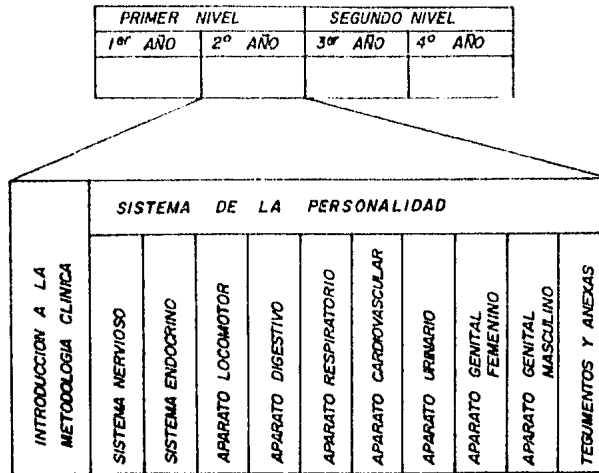 PRIMER NIVEL
SEGUNDO NIVEL
1er AÑO
2º AÑO
3er AÑO
4º AÑO
INTRODUCCION A LA
METODOLOGIA CLINICA
SISTEMA DE LA PERSONALIDAD
SISTEMA NERVIOSO
SISTEMA ENDOCRINO
APARATO LOCOMOTOR
APARATO DIGESTIVO
APARATO RESPIRATORIO
APARATO CARDIOVASCULAR
APARATO URINARIO
APARATO GENITAL
FEMENINO
APARATO GENITAL
MASCULINO
TEGUMENTOS Y ANEXAS